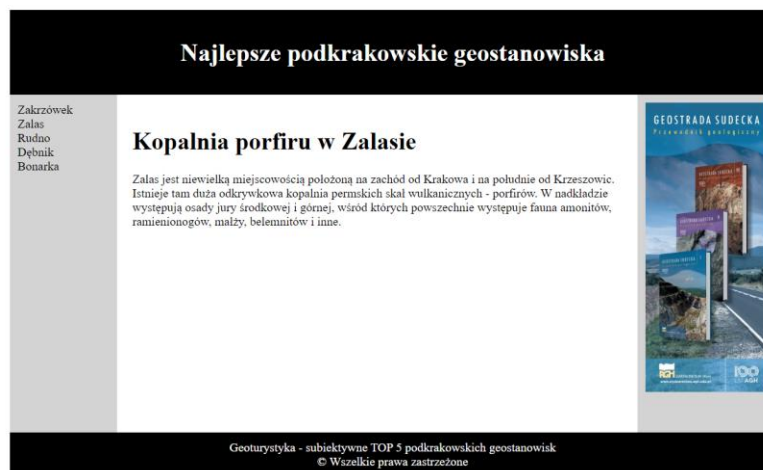 Najlepsze podkrakowskie geostanowiska
Zakrzówek
Zalas
Rudno
Dębnik
Bonarka
Kopalnia porfiru w Zalasie
Zalas jest niewielką miejscowością położoną na zachód od Krakowa i na południe od Krzeszowic.
Istnieje tam duża odkrywkowa kopalnia permskich skał wulkanicznych - porfirów. W nadkładzie
występują osady jury środkowej i górnej, wśród których powszechnie występuje fauna amonitów,
ramienionogów, małży, belemnitów i inne.
GEOSTRADA SUDECKA
Przewodnik geologiczny
100
AGH
Geoturystyka - subiektywne TOP 5 podkrakowskich geostanowisk
© Wszelkie prawa zastrzeżone